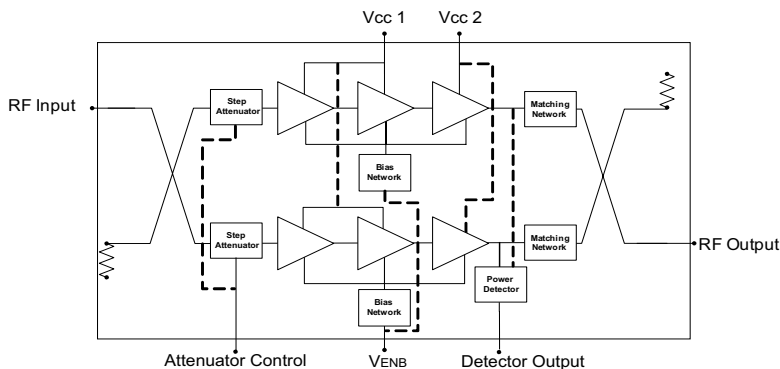 Vcc 1
Vcc 2
RF Input
Step
Attenuator
Matching
Network
Bias
Network
Step
Attenuator
Matching
Network
RF Output
Power
Detector
Bias
Network
Attenuator Control
VENB
Detector Output